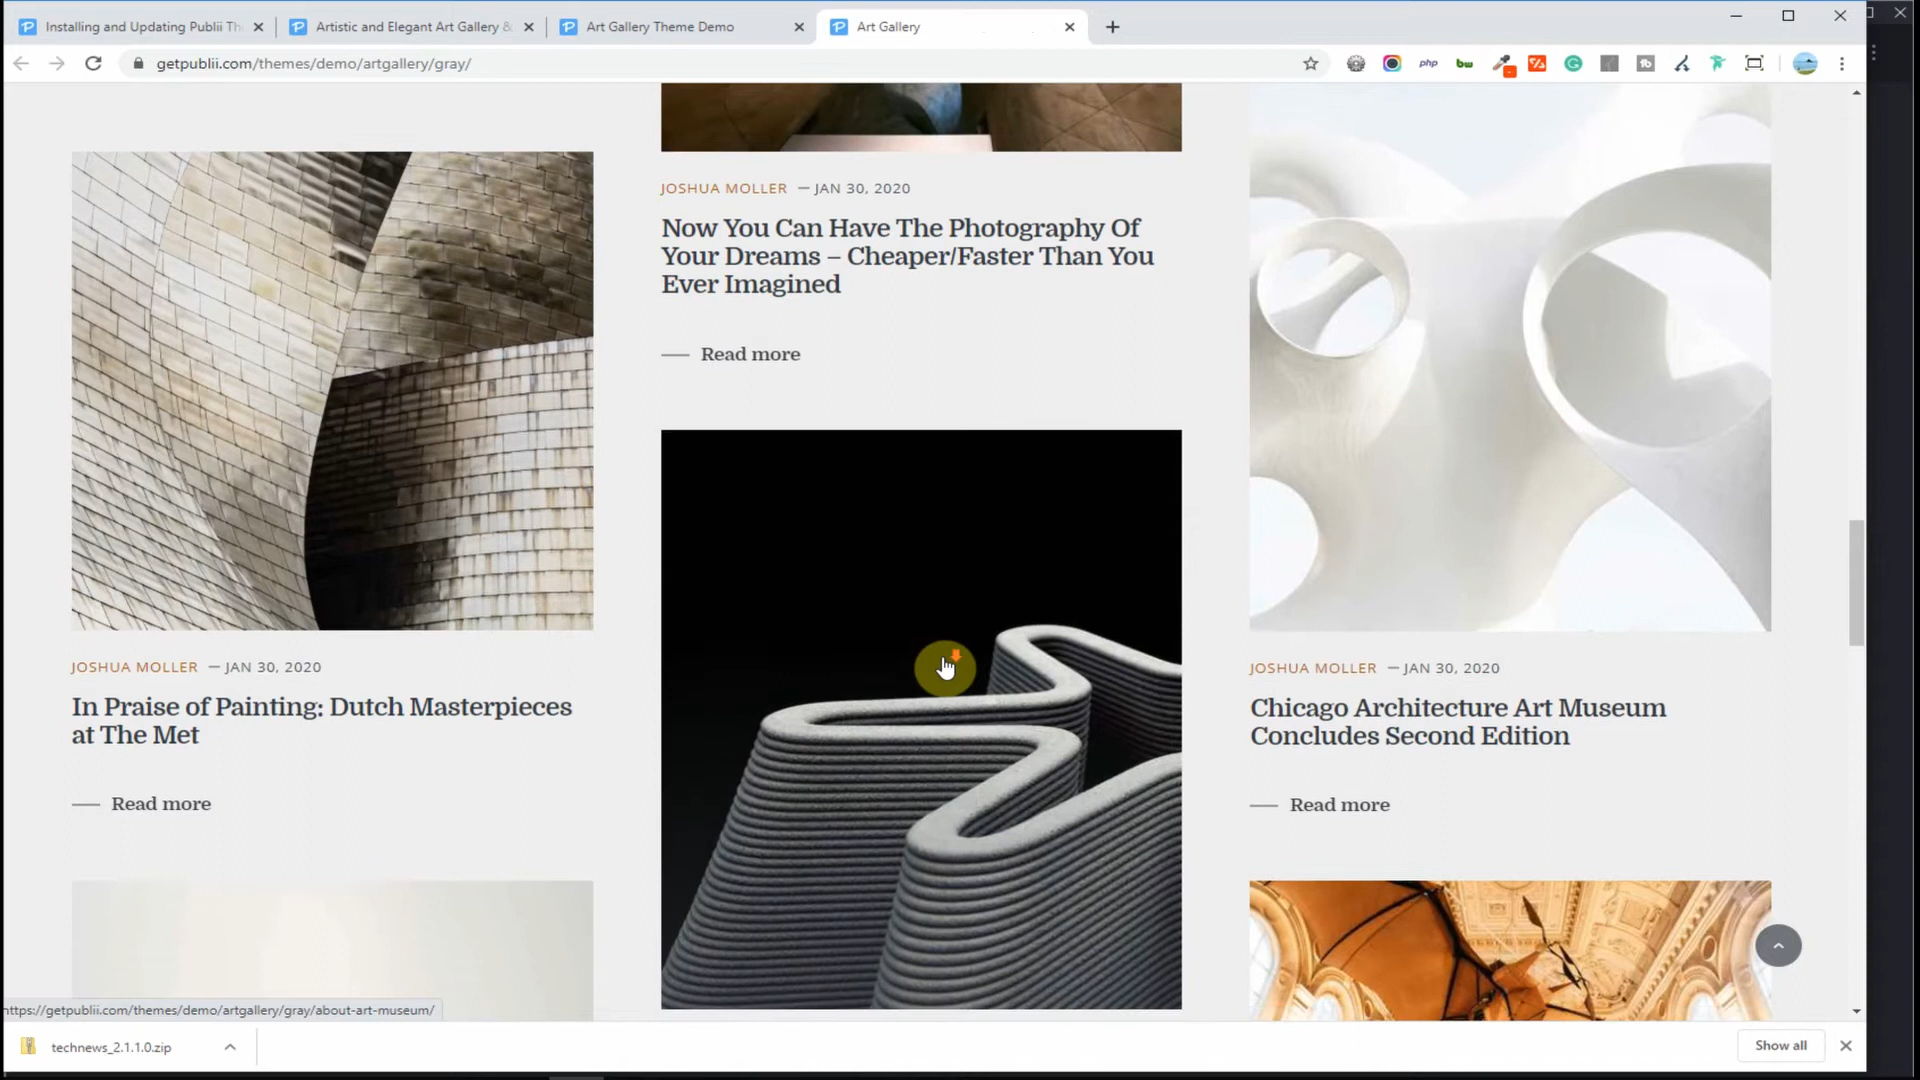 Installing and Updating Publii Th
Artistic and Elegant Art Gallery &
Art Gallery Theme Demo
Art Gallery
getpublii.com/themes/demo/artgallery/gray/
php
bw
JOSHUA MOLLER — JAN 30, 2020
Now You Can Have The Photography Of
Your Dreams – Cheaper/Faster Than You
Ever Imagined
Read more
JOSHUA MOLLER — JAN 30, 2020
In Praise of Painting: Dutch Masterpieces
at The Met
Read more
JOSHUA MOLLER — JAN 30, 2020
Chicago Architecture Art Museum
Concludes Second Edition
Read more
https://getpublii.com/themes/demo/artgallery/gray/about-art-museum/
technews_2.1.1.0.zip
Show all